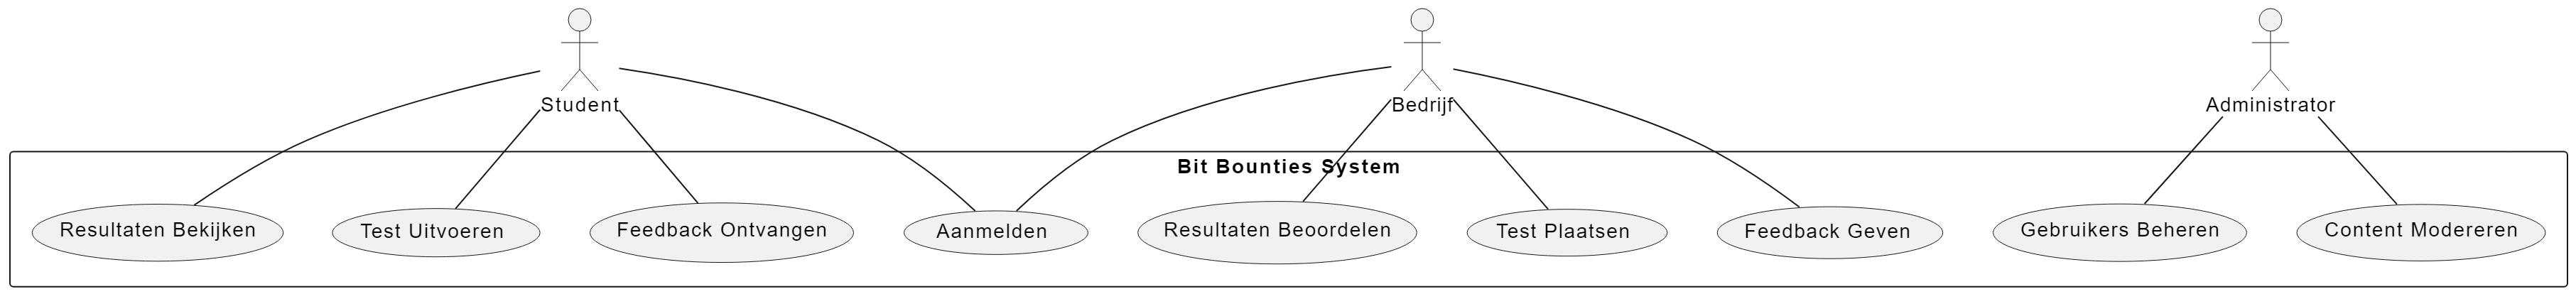 Student
Bedrijf
Administrator
Bit Bounties System
Resultaten Bekijken
Test Uitvoeren
Feedback Ontvangen
Aanmelden
Resultaten Beoordelen
Test Plaatsen
Feedback Geven
Gebruikers Beheren
Content Modereren